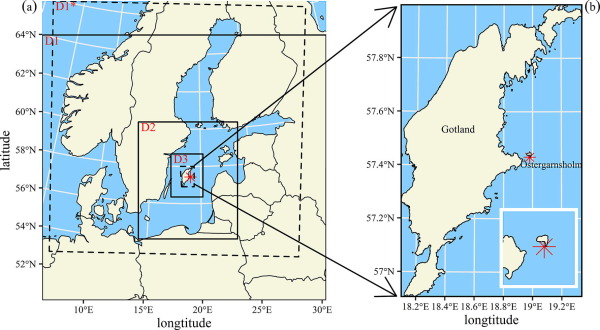 (a)
D1*
64°N
D1
62°N
60°N
D2
58°N
D3
56°N
54°N
52°N
latitude
10°E
15°E
20°E
25°E
30°E
longtitude
(b)
57.8°N
57.6°N
Gotland
57.4°N
Östergarnsholm
57.2°N
57°N
18.2°E
18.4°E
18.6°E
18.8°E
19°E
19.2°E
longtitude